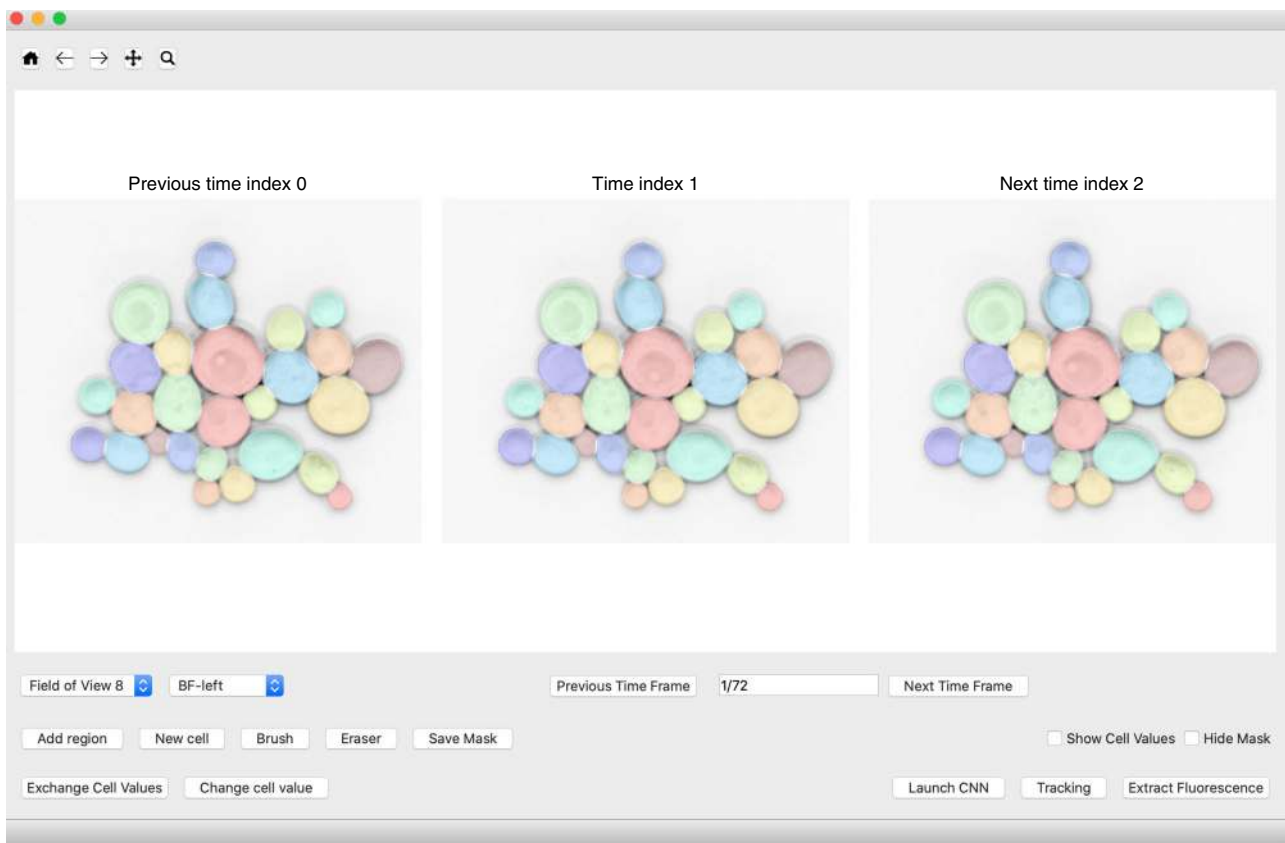 Previous time index 0 Time index 1 Next time index 2
Field of View 8 BF-left Previous Time Frame 1/72 Next Time Frame
Add region New cell Brush Eraser Save Mask Show Cell Values Hide Mask
Exchange Cell Values Change cell value Launch CNN Tracking Extract Fluorescence